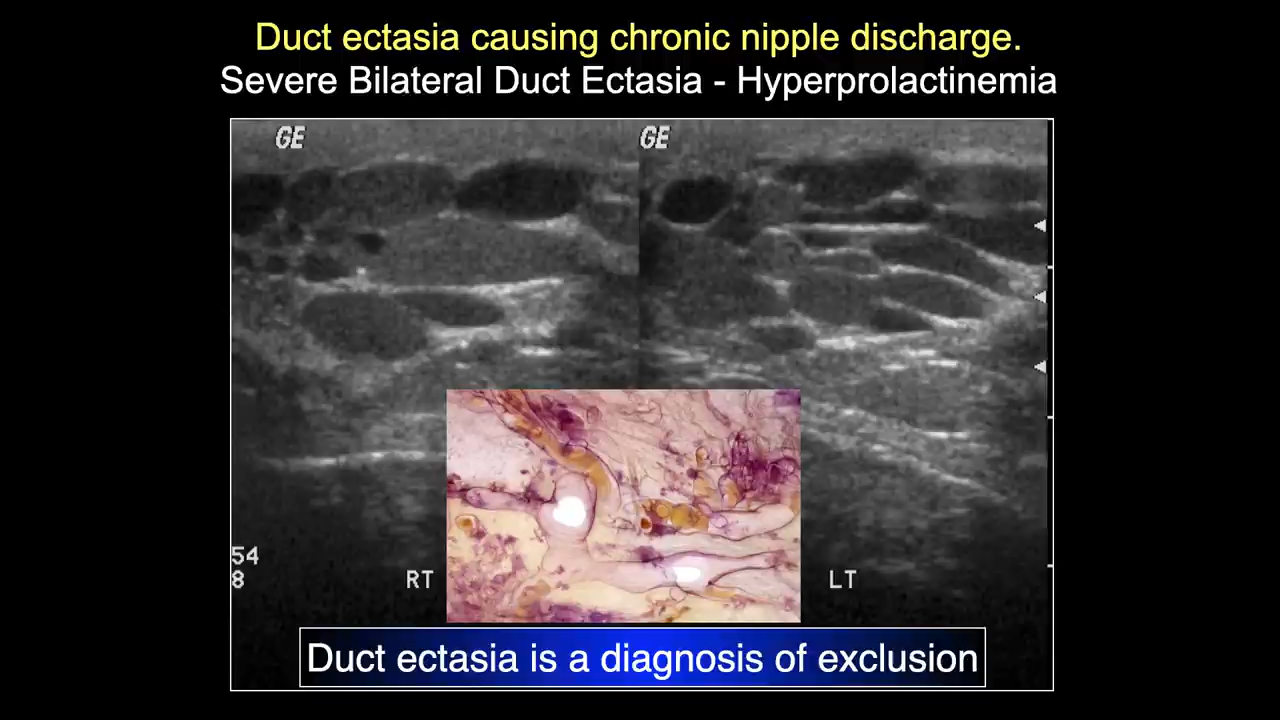 Duct ectasia causing chronic nipple discharge.
Severe Bilateral Duct Ectasia - Hyperprolactinemia
GE
GE
54
8
RT
LT
Duct ectasia is a diagnosis of exclusion